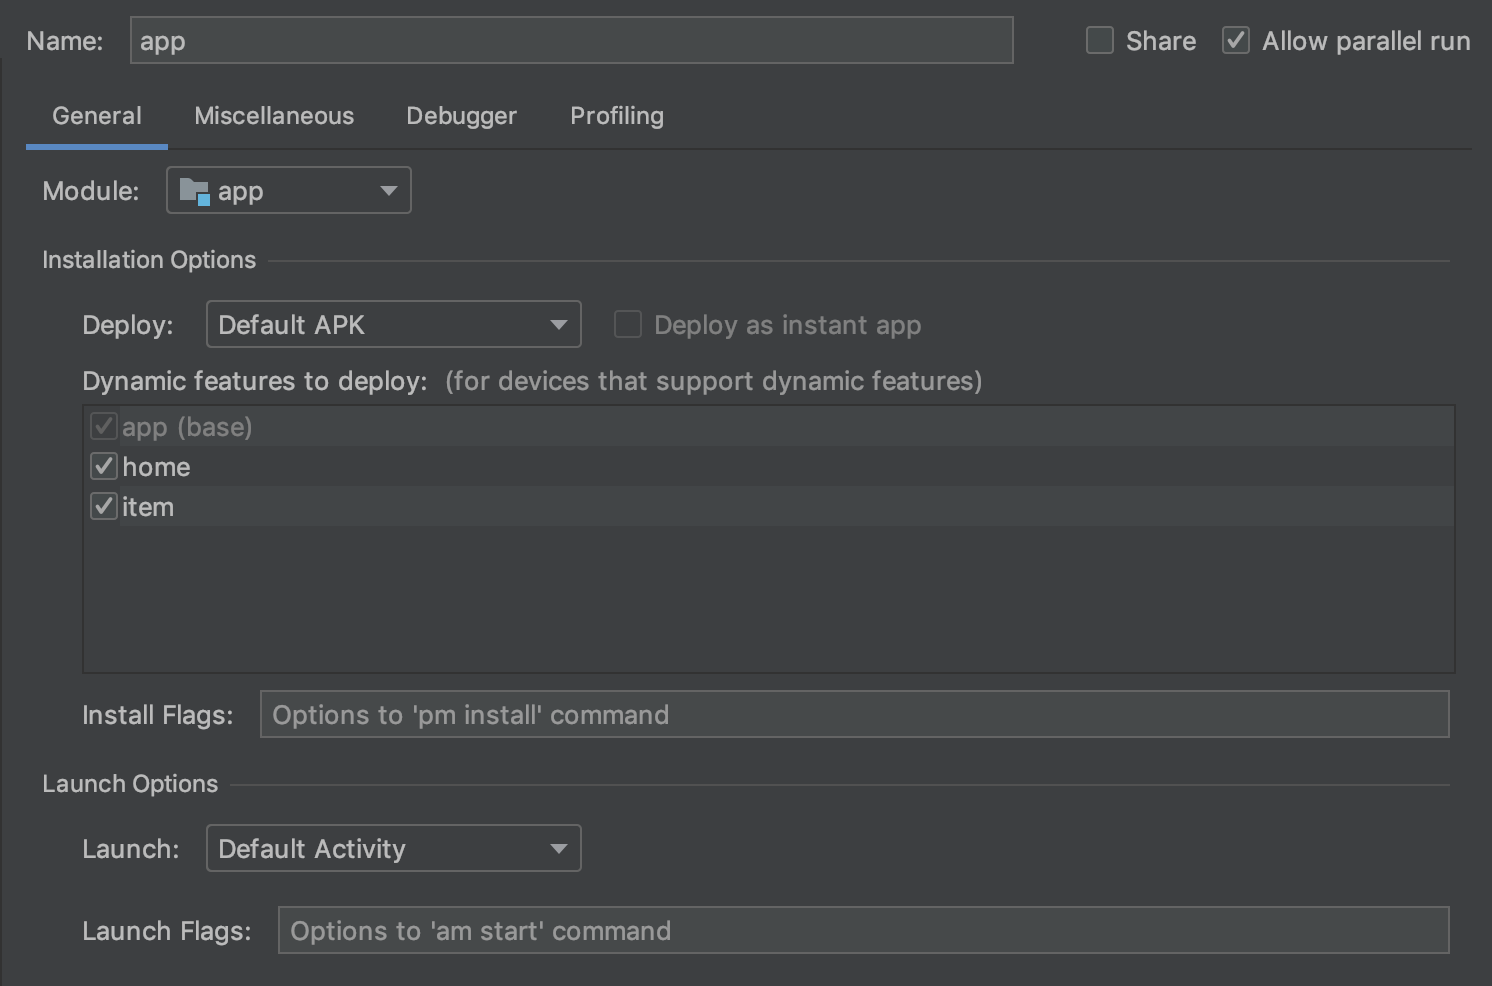 Name: app Share Allow parallel run
General Miscellaneous Debugger Profiling
Module: app
Installation Options
Deploy: Default APK Deploy as instant app
Dynamic features to deploy: (for devices that support dynamic features)
app (base)
home
item
Install Flags: Options to 'pm install' command
Launch Options
Launch: Default Activity
Launch Flags: Options to 'am start' command